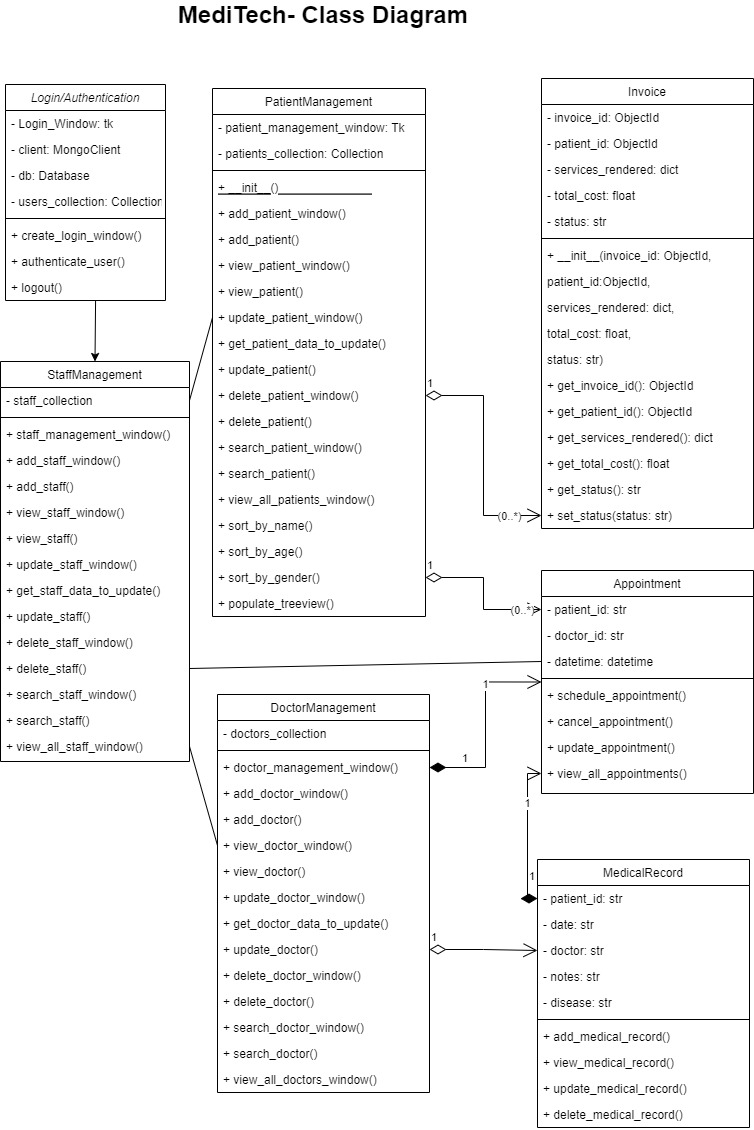 MediTech- Class Diagram
Login/Authentication
- Login_Window: tk
- client: MongoClient
- db: Database
- users_collection: Collection
+ create_login_window()
+ authenticate_user()
+ logout()
PatientManagement
- patient_management_window: Tk
- patients_collection: Collection
+ __init__()
+ add_patient_window()
+ add_patient()
+ view_patient_window()
+ view_patient()
+ update_patient_window()
+ get_patient_data_to_update()
+ update_patient()
+ delete_patient_window()
+ delete_patient()
+ search_patient_window()
+ search_patient()
+ view_all_patients_window()
+ sort_by_name()
+ sort_by_age()
+ sort_by_gender()
+ populate_treeview()
Invoice
- invoice_id: ObjectId
- patient_id: ObjectId
- services_rendered: dict
- total_cost: float
- status: str
+ __init__(invoice_id: ObjectId,
patient_id:ObjectId,
services_rendered: dict,
total_cost: float,
status: str)
+ get_invoice_id(): ObjectId
+ get_patient_id(): ObjectId
+ get_services_rendered(): dict
+ get_total_cost(): float
+ get_status(): str
+ set_status(status: str)
1
(0..*)
1
(0..*)
StaffManagement
- staff_collection
+ staff_management_window()
+ add_staff_window()
+ add_staff()
+ view_staff_window()
+ view_staff()
+ update_staff_window()
+ get_staff_data_to_update()
+ update_staff()
+ delete_staff_window()
+ delete_staff()
+ search_staff_window()
+ search_staff()
+ view_all_staff_window()
Appointment
- patient_id: str
- doctor_id: str
- datetime: datetime
+ schedule_appointment()
+ cancel_appointment()
+ update_appointment()
+ view_all_appointments()
1
1
1
1
1
DoctorManagement
- doctors_collection
+ doctor_management_window()
+ add_doctor_window()
+ add_doctor()
+ view_doctor_window()
+ view_doctor()
+ update_doctor_window()
+ get_doctor_data_to_update()
+ update_doctor()
+ delete_doctor_window()
+ delete_doctor()
+ search_doctor_window()
+ search_doctor()
+ view_all_doctors_window()
MedicalRecord
- patient_id: str
- date: str
- doctor: str
- notes: str
- disease: str
+ add_medical_record()
+ view_medical_record()
+ update_medical_record()
+ delete_medical_record()